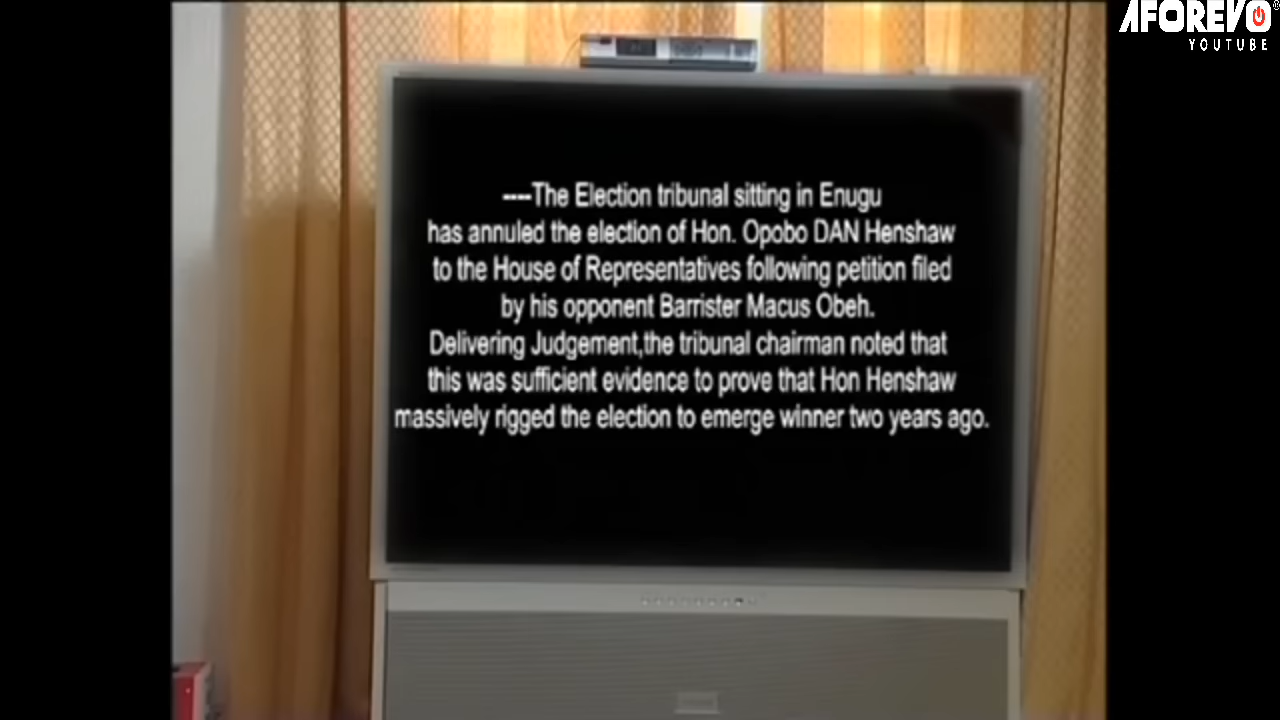 AFOREVO
YOUTUBE
----The Election tribunal sitting in Enugu
has annuled the election of Hon. Opobo DAN Henshaw
to the House of Representatives following petition filed
by his opponent Barrister Macus Obeh.
Delivering Judgement,the tribunal chairman noted that
this was sufficient evidence to prove that Hon Henshaw
massively rigged the election to emerge winner two years ago.